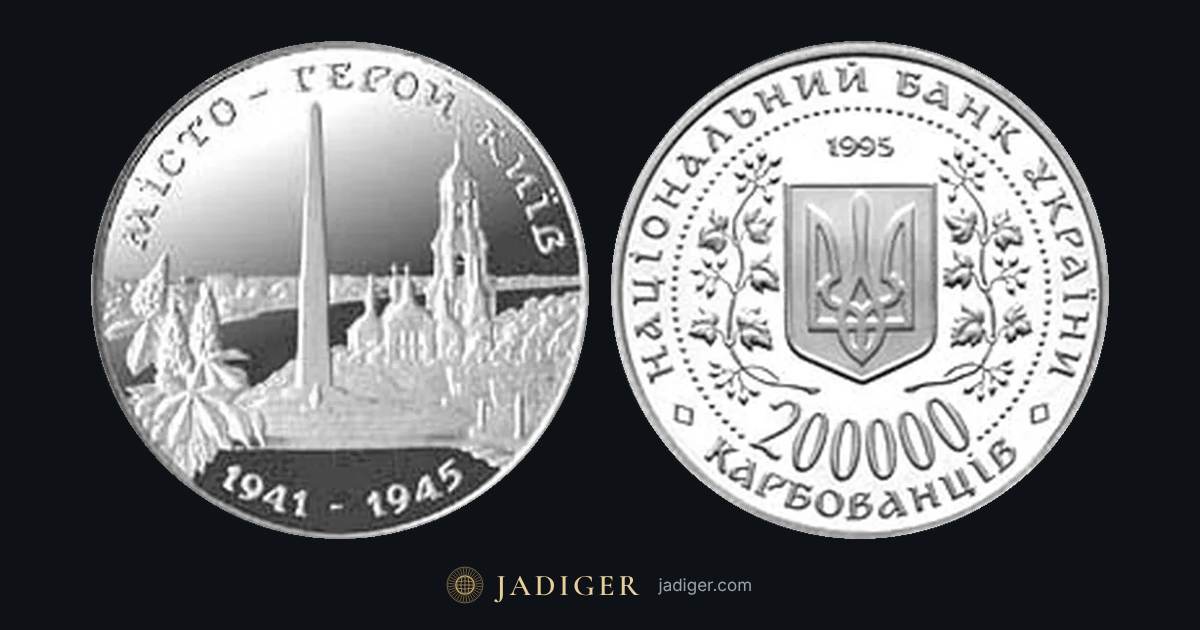 МІСТО - ГЕРОЙ КИЇВ
1941 - 1945
НАЦІОНАЛЬНИЙ БАНК УКРАЇНИ
1995
200000
КАРБОВАНЦІВ
JADIGER jadiger.com